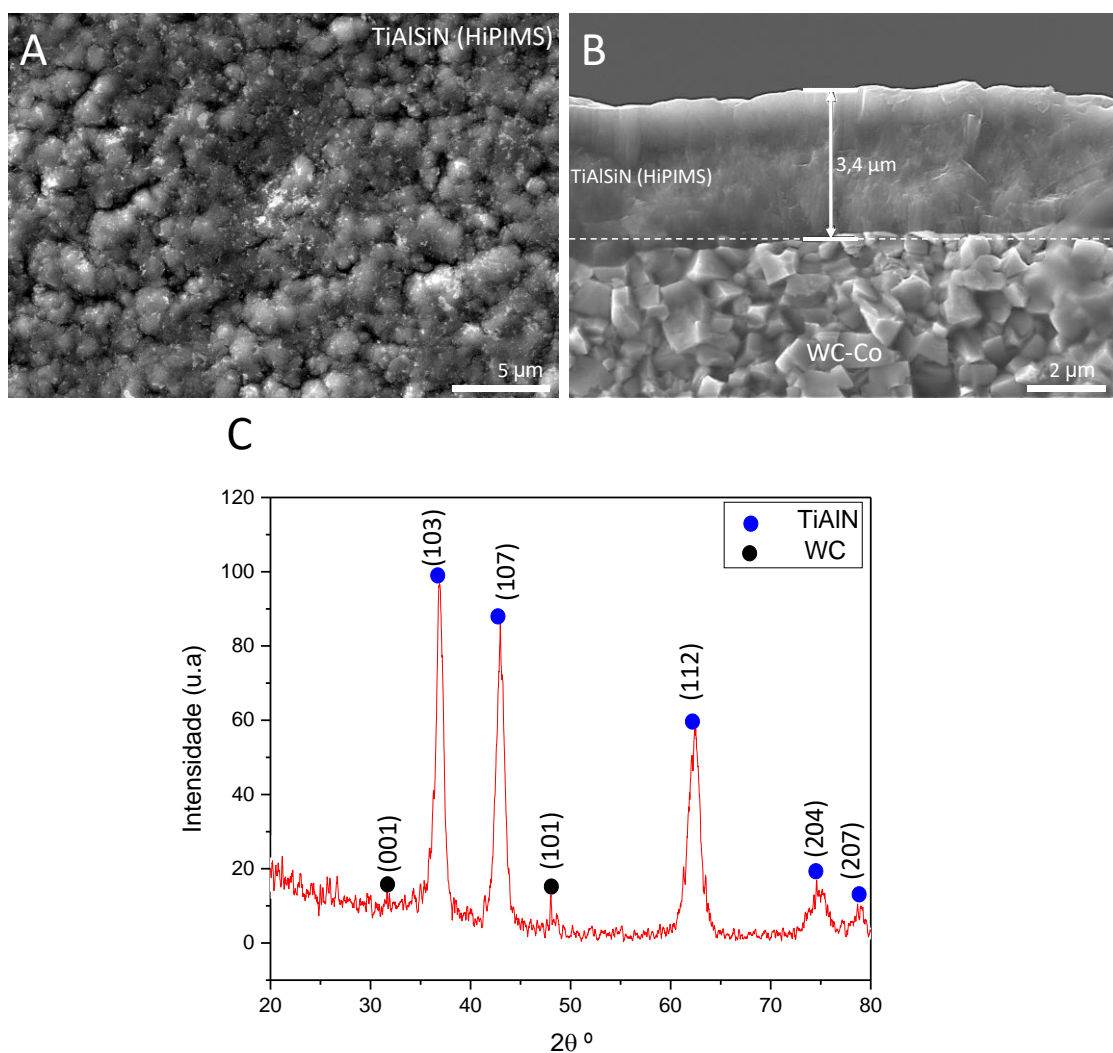 A
TiAlSiN (HiPIMS)
5 µm
B
TiAlSiN (HiPIMS)
3,4 µm
WC-Co
2 µm
C
120
100
80
60
40
20
0
Intensidade (u.a)
(001)
(103)
(107)
(101)
(112)
(204)
(207)
TiAlN
WC
20
30
40
50
60
70
80
2θ º